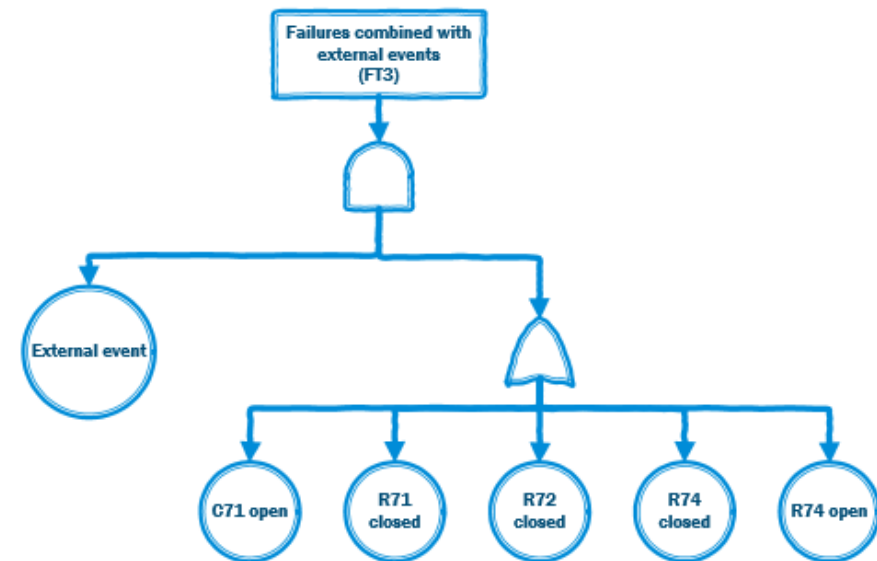 Failures combined with
external events
(FT3)
External event
C71 open
R71
closed
R72
closed
R74
closed
R74 open